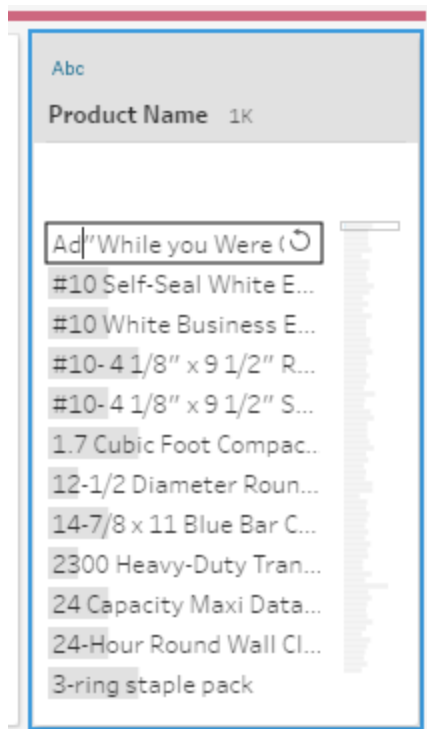 Abc
Product Name 1K
Ad"While you Were (
#10 Self-Seal White E...
#10 White Business E...
#10- 4 1/8" x 9 1/2" R...
#10- 4 1/8" x 9 1/2" S...
1.7 Cubic Foot Compac..
12-1/2 Diameter Roun...
14-7/8 x 11 Blue Bar C...
2300 Heavy-Duty Tran...
24 Capacity Maxi Data...
24-Hour Round Wall Cl...
3-ring staple pack